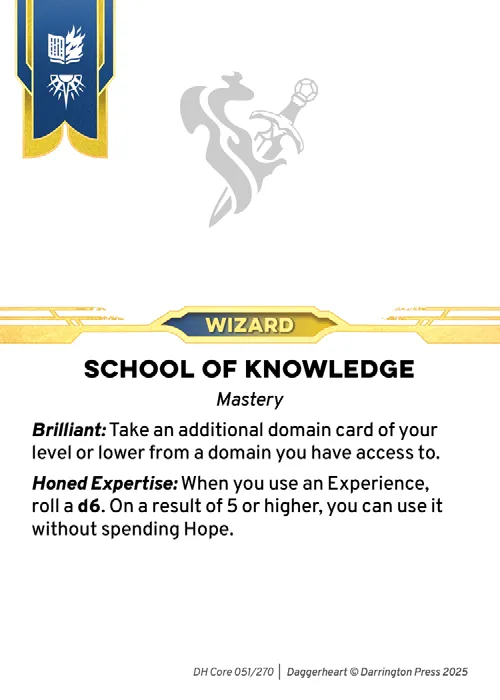 WIZARD
SCHOOL OF KNOWLEDGE
Mastery
Brilliant: Take an additional domain card of your
level or lower from a domain you have access to.
Honed Expertise: When you use an Experience,
roll a d6. On a result of 5 or higher, you can use it
without spending Hope.
DH Core 051/270 | Daggerheart © Darrington Press 2025